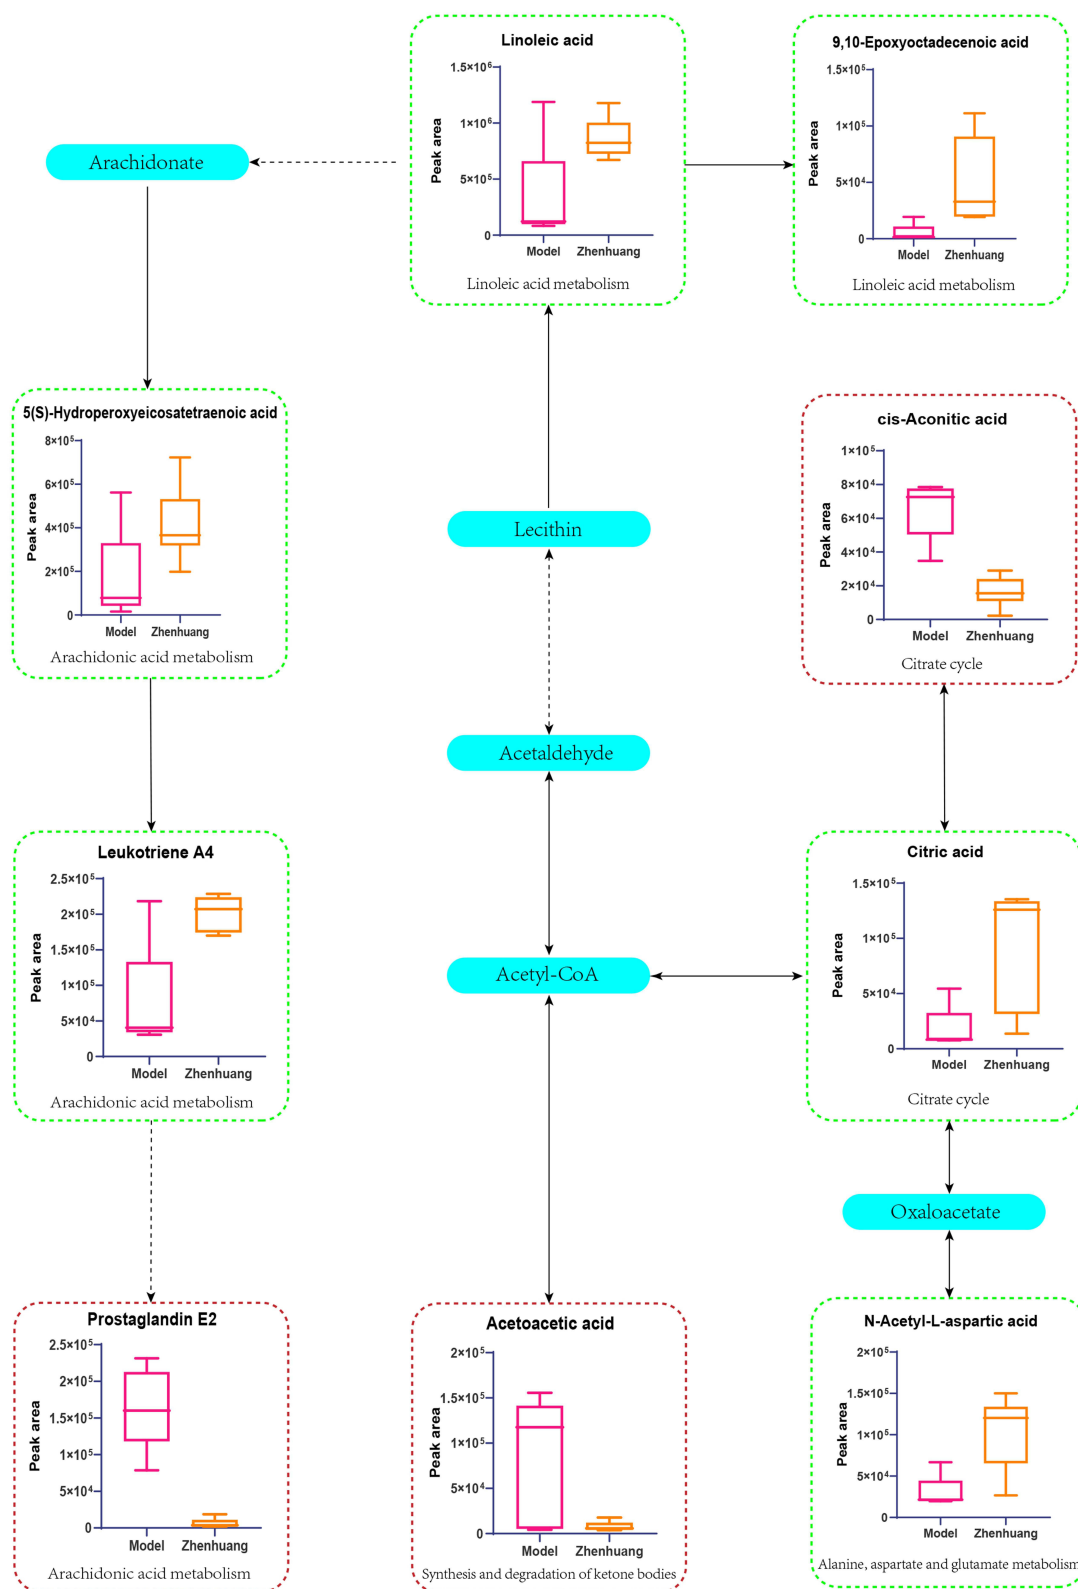 Linoleic acid
1.5×10⁶
1×10⁶
5×10⁵
0
Peak area
Model Zhenhuang
Linoleic acid metabolism
9,10-Epoxyoctadecenoic acid
1.5×10⁵
1×10⁵
5×10⁴
0
Peak area
Model Zhenhuang
Linoleic acid metabolism
Arachidonate
5(S)-Hydroperoxyeicosatetraenoic acid
8×10⁵
6×10⁵
4×10⁵
2×10⁵
0
Peak area
Model Zhenhuang
Arachidonic acid metabolism
cis-Aconitic acid
1×10⁵
8×10⁴
6×10⁴
4×10⁴
2×10⁴
0
Peak area
Model Zhenhuang
Citrate cycle
Lecithin
Acetaldehyde
Leukotriene A4
2.5×10⁵
2×10⁵
1.5×10⁵
1×10⁵
5×10⁴
0
Peak area
Model Zhenhuang
Arachidonic acid metabolism
Acetyl-CoA
Citric acid
1.5×10⁵
1×10⁵
5×10⁴
0
Peak area
Model Zhenhuang
Citrate cycle
Oxaloacetate
Prostaglandin E2
2.5×10⁵
2×10⁵
1.5×10⁵
1×10⁵
5×10⁴
0
Peak area
Model Zhenhuang
Arachidonic acid metabolism
Acetoacetic acid
2×10⁵
1.5×10⁵
1×10⁵
5×10⁴
0
Peak area
Model Zhenhuang
Synthesis and degradation of ketone bodies
N-Acetyl-L-aspartic acid
2×10⁵
1.5×10⁵
1×10⁵
5×10⁴
0
Peak area
Model Zhenhuang
Alanine, aspartate and glutamate metabolism